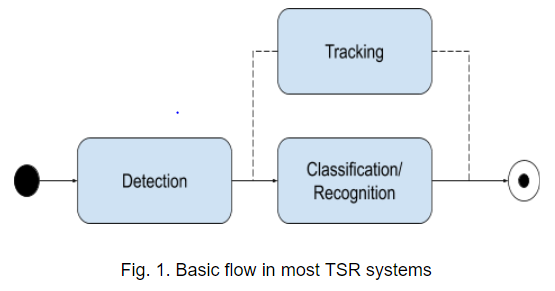 Tracking
Detection
Classification/
Recognition
Fig. 1. Basic flow in most TSR systems